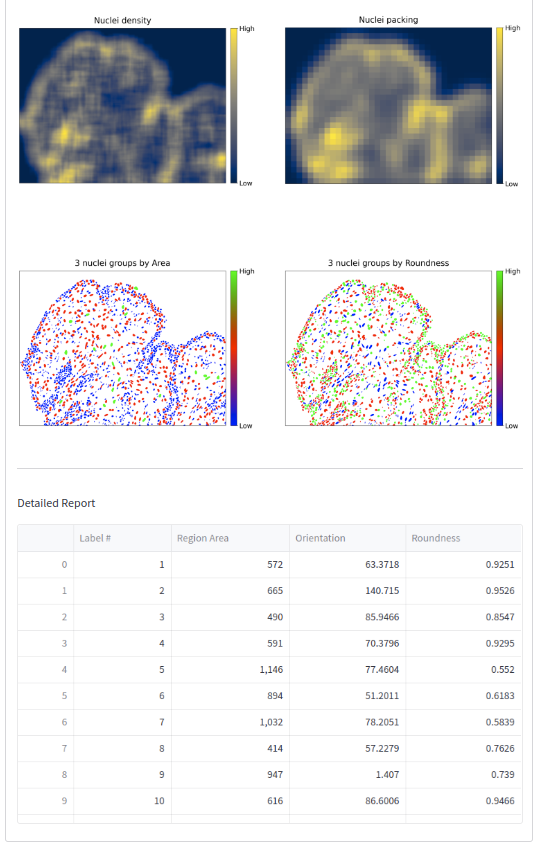 Nuclei density
Nuclei packing
High
Low
High
Low
3 nuclei groups by Area
3 nuclei groups by Roundness
High
Low
High
Low
Detailed Report
Label # Region Area Orientation Roundness
0 1 572 63.3718 0.9251
1 2 665 140.715 0.9526
2 3 490 85.9466 0.8547
3 4 591 70.3796 0.9295
4 5 1,146 77.4604 0.552
5 6 894 51.2011 0.6183
6 7 1,032 78.2051 0.5839
7 8 414 57.2279 0.7626
8 9 947 1.407 0.739
9 10 616 86.6006 0.9466